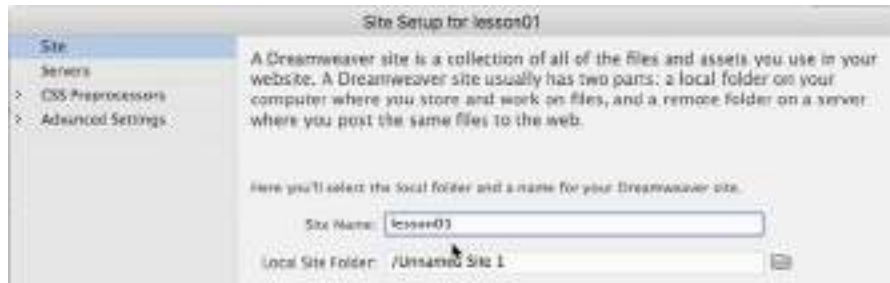 Site Setup for lesson01
Site
Servers
CSS Preprocessors
Advanced Settings
A Dreamweaver site is a collection of all of the files and assets you use in your
website. A Dreamweaver site usually has two parts: a local folder on your
computer where you store and work on files, and a remote folder on a server
where you post the same files to the web.
Here you'll select the local folder and a name for your Dreamweaver site.
Site Name: lesson01
Local Site Folder: /Unnamed Site 1